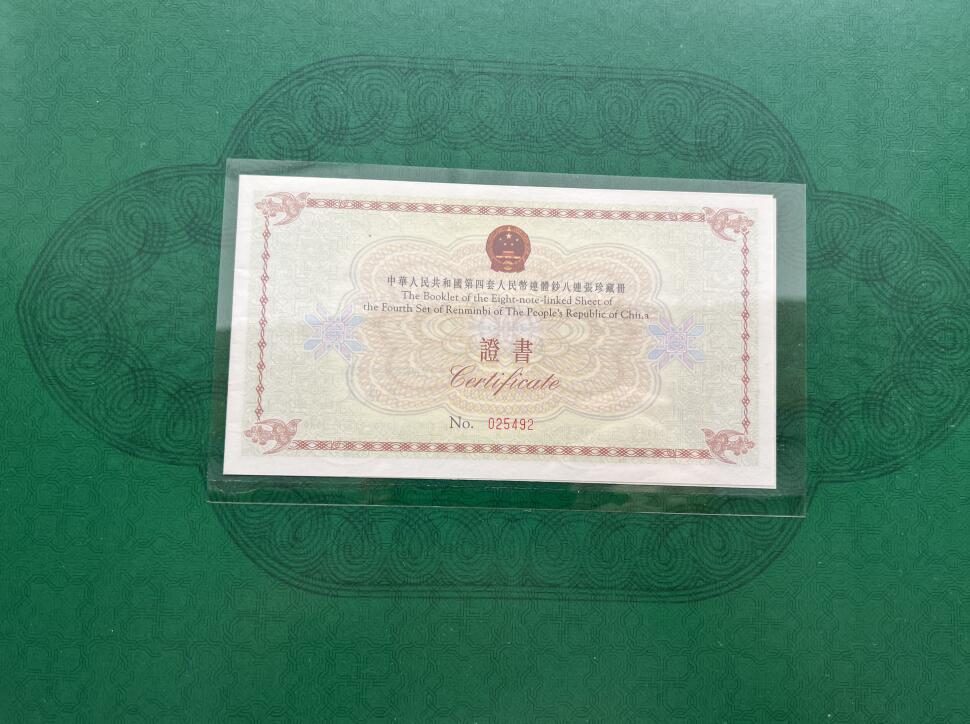 中華人民共和國第四套人民幣連體鈔八連張珍藏冊
The Booklet of the Eight-note-linked Sheet of
the Fourth Set of Renminbi of The People's Republic of China
證書
Certificate
No. 025492